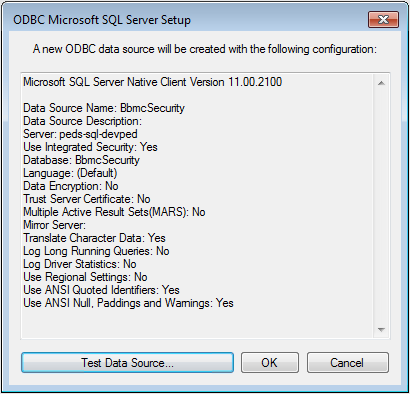 ODBC Microsoft SQL Server Setup
A new ODBC data source will be created with the following configuration:
Microsoft SQL Server Native Client Version 11.00.2100
Data Source Name: BbmcSecurity
Data Source Description:
Server: peds-sql-devped
Use Integrated Security: Yes
Database: BbmcSecurity
Language: (Default)
Data Encryption: No
Trust Server Certificate: No
Multiple Active Result Sets(MARS): No
Mirror Server:
Translate Character Data: Yes
Log Long Running Queries: No
Log Driver Statistics: No
Use Regional Settings: No
Use ANSI Quoted Identifiers: Yes
Use ANSI Null, Paddings and Warnings: Yes
Test Data Source... OK Cancel